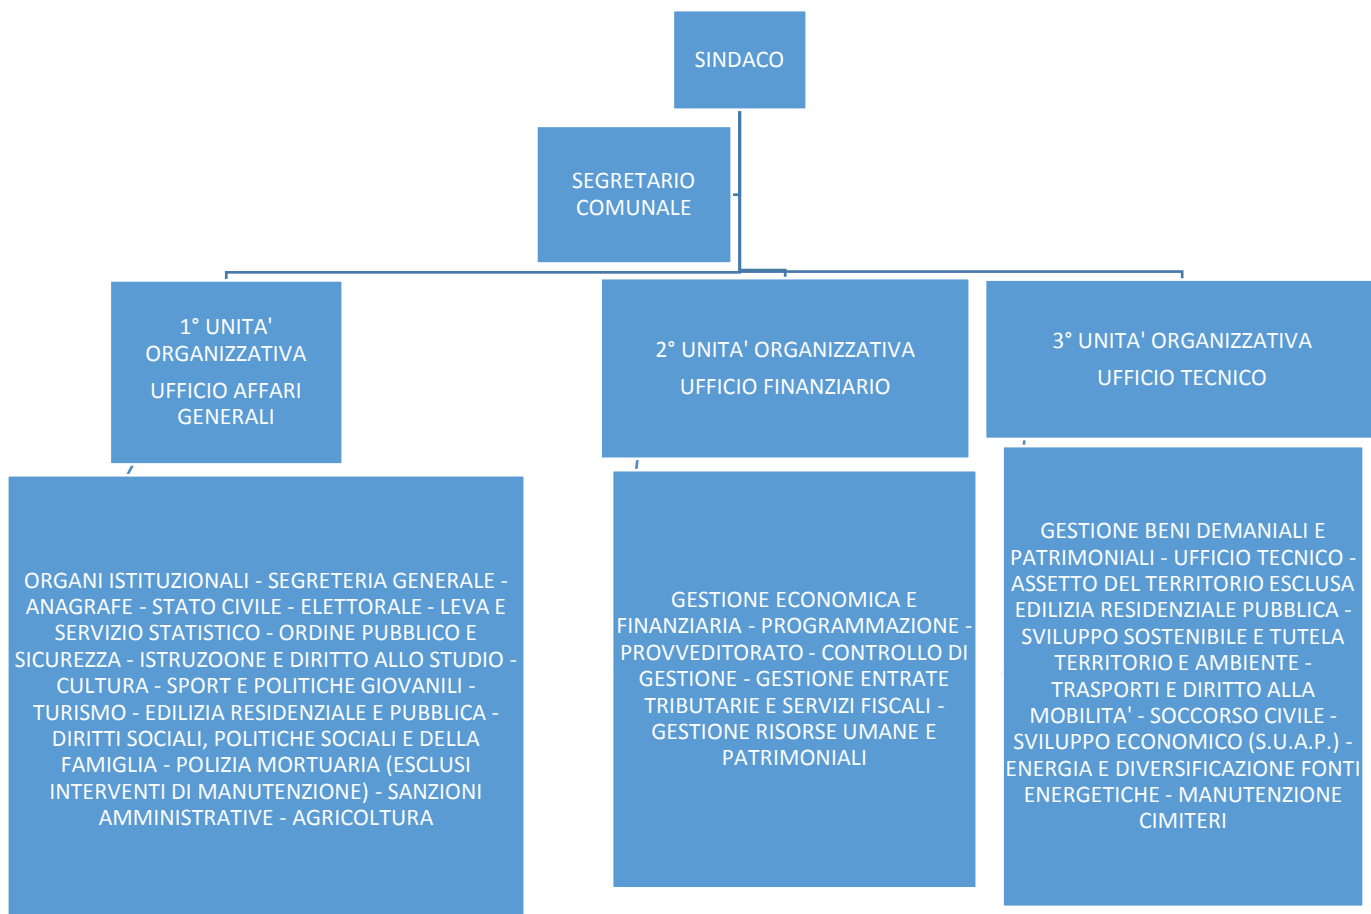 SINDACO
SEGRETARIO
COMUNALE
1° UNITA'
ORGANIZZATIVA
UFFICIO AFFARI
GENERALI
2° UNITA' ORGANIZZATIVA
UFFICIO FINANZIARIO
3° UNITA' ORGANIZZATIVA
UFFICIO TECNICO
ORGANI ISTITUZIONALI - SEGRETERIA GENERALE -
ANAGRAFE - STATO CIVILE - ELETTORALE - LEVA E
SERVIZIO STATISTICO - ORDINE PUBBLICO E
SICUREZZA - ISTRUZOONE E DIRITTO ALLO STUDIO -
CULTURA - SPORT E POLITICHE GIOVANILI -
TURISMO - EDILIZIA RESIDENZIALE E PUBBLICA -
DIRITTI SOCIALI, POLITICHE SOCIALI E DELLA
FAMIGLIA - POLIZIA MORTUARIA (ESCLUSI
INTERVENTI DI MANUTENZIONE) - SANZIONI
AMMINISTRATIVE - AGRICOLTURA
GESTIONE ECONOMICA E
FINANZIARIA - PROGRAMMAZIONE -
PROVVEDITORATO - CONTROLLO DI
GESTIONE - GESTIONE ENTRATE
TRIBUTARIE E SERVIZI FISCALI -
GESTIONE RISORSE UMANE E
PATRIMONIALI
GESTIONE BENI DEMANIALI E
PATRIMONIALI - UFFICIO TECNICO -
ASSETTO DEL TERRITORIO ESCLUSA
EDILIZIA RESIDENZIALE PUBBLICA -
SVILUPPO SOSTENIBILE E TUTELA
TERRITORIO E AMBIENTE -
TRASPORTI E DIRITTO ALLA
MOBILITA' - SOCCORSO CIVILE -
SVILUPPO ECONOMICO (S.U.A.P.) -
ENERGIA E DIVERSIFICAZIONE FONTI
ENERGETICHE - MANUTENZIONE
CIMITERI